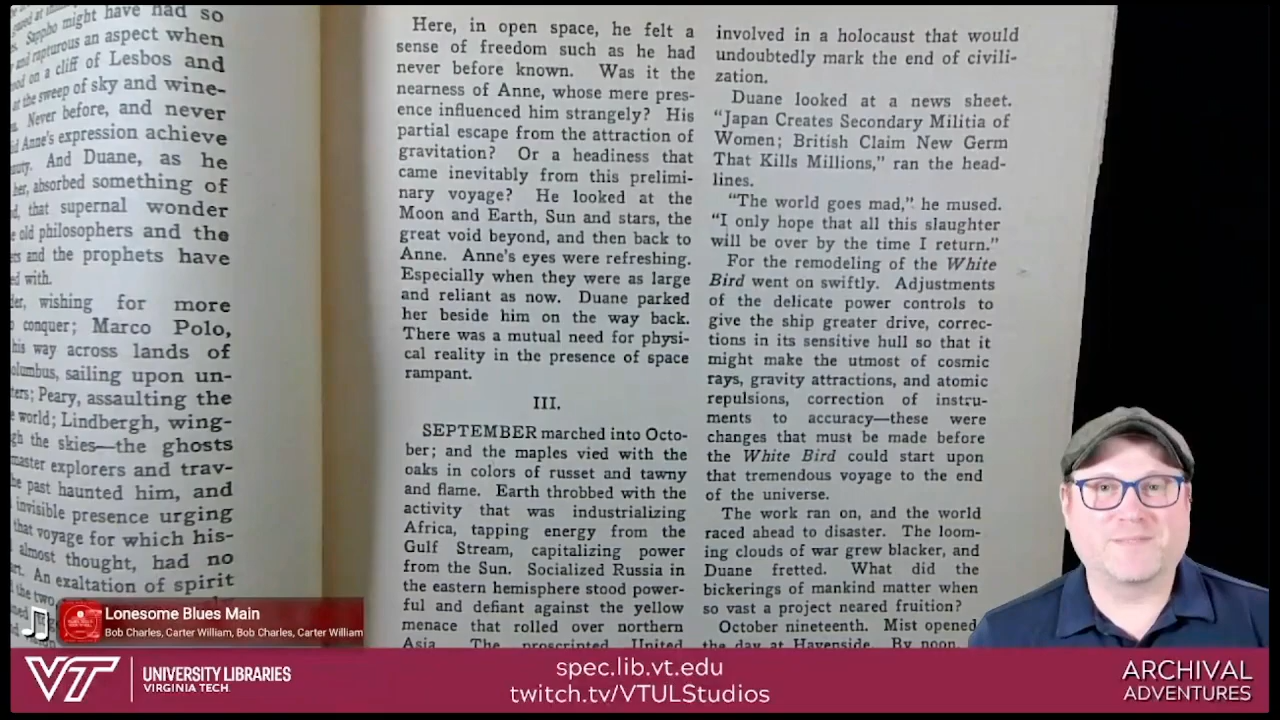 might have had so
Sappho
and rapturous an aspect when
on a cliff of Lesbos and
at the sweep of sky and wine-
Never before, and never
Anne's expression achieve
And Duane, as he
her, absorbed something of
that supernal wonder
old philosophers and the
and the prophets have
with.
wishing for more
conquer; Marco Polo,
his way across lands of
sailing upon un-
Peary, assaulting the
world; Lindbergh, wing-
the skies—the ghosts
master explorers and trav-
past haunted him, and
invisible presence urging
that voyage for which his-
almost thought, had no
An exaltation of spirit
the two
Here, in open space, he felt a
sense of freedom such as he had
never before known. Was it the
nearness of Anne, whose mere pres-
ence influenced him strangely? His
partial escape from the attraction of
gravitation? Or a headiness that
came inevitably from this prelimi-
nary voyage? He looked at the
Moon and Earth, Sun and stars, the
great void beyond, and then back to
Anne. Anne's eyes were refreshing.
Especially when they were as large
and reliant as now. Duane parked
her beside him on the way back.
There was a mutual need for physi-
cal reality in the presence of space
rampant.
III.
SEPTEMBER marched into Octo-
ber; and the maples vied with the
oaks in colors of russet and tawny
and flame. Earth throbbed with the
activity that was industrializing
Africa, tapping energy from the
Gulf Stream, capitalizing power
from the Sun. Socialized Russia in
the eastern hemisphere stood power-
ful and defiant against the yellow
menace that rolled over northern
Asia. The proscripted United
involved in a holocaust that would
undoubtedly mark the end of civili-
zation.
Duane looked at a news sheet.
"Japan Creates Secondary Militia of
Women; British Claim New Germ
That Kills Millions," ran the head-
lines.
"The world goes mad," he mused.
"I only hope that all this slaughter
will be over by the time I return."
For the remodeling of the White
Bird went on swiftly. Adjustments
of the delicate power controls to
give the ship greater drive, correc-
tions in its sensitive hull so that it
might make the utmost of cosmic
rays, gravity attractions, and atomic
repulsions, correction of instru-
ments to accuracy—these were
changes that must be made before
the White Bird could start upon
that tremendous voyage to the end
of the universe.
The work ran on, and the world
raced ahead to disaster. The loom-
ing clouds of war grew blacker, and
Duane fretted. What did the
bickerings of mankind matter when
so vast a project neared fruition?
October nineteenth. Mist opened
the day at Havenside. By noon,
Lonesome Blues Main
Bob Charles, Carter William, Bob Charles, Carter William
VT
UNIVERSITY LIBRARIES
VIRGINIA TECH.
spec.lib.vt.edu
twitch.tv/VTULStudios
ARCHIVAL
ADVENTURES